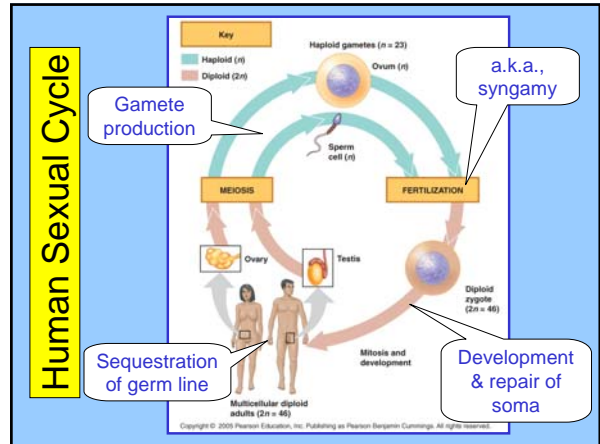 Human Sexual Cycle
Key
Haploid (n)
Diploid (2n)
Haploid gametes (n = 23)
Ovum (n)
a.k.a.,
syngamy
Gamete
production
Sperm
cell (n)
MEIOSIS
FERTILIZATION
Ovary
Testis
Diploid
zygote
(2n = 46)
Sequestration
of germ line
Mitosis and
development
Development
& repair of
soma
Multicellular diploid
adults (2n = 46)
Copyright © 2005 Pearson Education, Inc. Publishing as Pearson Benjamin Cummings. All rights reserved.